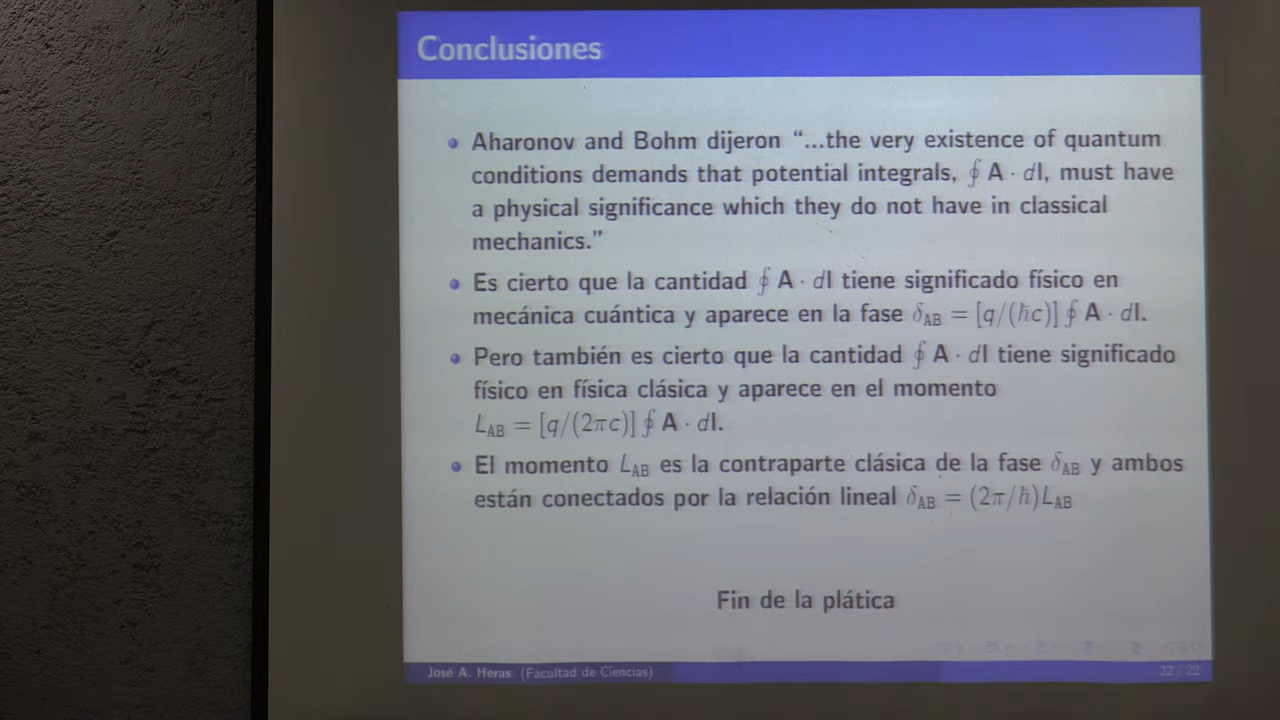 Conclusiones
Aharonov and Bohm dijeron “...the very existence of quantum
conditions demands that potential integrals, ∮ A · dl, must have
a physical significance which they do not have in classical
mechanics.”
Es cierto que la cantidad ∮ A · dl tiene significado físico en
mecánica cuántica y aparece en la fase δ_AB = [q/(ħc)] ∮ A · dl.
Pero también es cierto que la cantidad ∮ A · dl tiene significado
físico en física clásica y aparece en el momento
L_AB = [q/(2πc)] ∮ A · dl.
El momento L_AB es la contraparte clásica de la fase δ_AB y ambos
están conectados por la relación lineal δ_AB = (2π/ħ)L_AB
Fin de la plática
José A. Heras (Facultad de Ciencias)
22 / 22